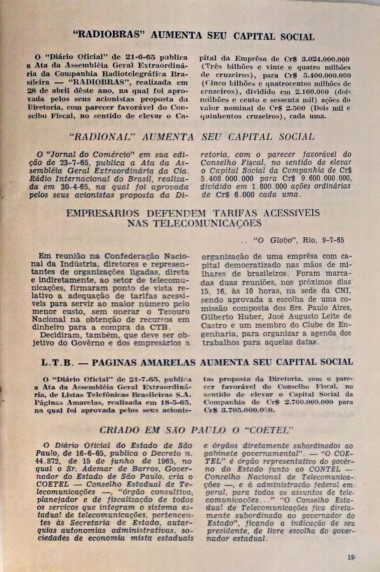 "RADIOBRAS" AUMENTA SEU CAPITAL SOCIAL
O "Diário Oficial" de 21-6-65 publica
a Ata da Assembléia Geral Extraordiná-
ria da Companhia Radiotelegráfica Bra-
sileira — "RADIOBRAS", realizada em
28 de abril dêste ano, na qual foi apro-
vada pelos seus acionistas proposta da
Diretoria, com parecer favorável do Con-
selho Fiscal, no sentido de elevar o Ca-
pital da Emprêsa de Cr$ 3.024.000.000
(Três bilhões e vinte e quatro milhões
de cruzeiros), para Cr$ 5.400.000.000
(Cinco bilhões e quatrocentos milhões de
cruzeiros), dividido em 2.160.000 (dois
milhões e cento e sessenta mil) ações do
valor nominal de Cr$ 2.500 (Dois mil e
quinhentos cruzeiros), cada uma.
"RADIONAL" AUMENTA SEU CAPITAL SOCIAL
O "Jornal do Comércio" em sua edi-
ção de 23-7-65, publica a Ata da As-
sembléia Geral Extraordinária da Cia.
Rádio Internacional do Brasil, realiza-
da em 30-4-65, na qual foi aprovada
pelos seus acionistas proposta da Di-
retoria, com o parecer favorável do
Conselho Fiscal, no sentido de elevar
o Capital Social da Companhia de Cr$
5.408.000.000 para Cr$ 9.600.000.000,
dividido em 1.600.000 ações ordinárias
de Cr$ 6.000 cada uma.
EMPRESARIOS DEFENDEM TARIFAS ACESSIVEIS
NAS TELECOMUNICAÇÕES
.. "O Globo", Rio, 9-7-65
Em reunião na Confederação Nacio-
nal da Indústria, diretores e represen-
tantes de organizações ligadas, direta
e indiretamente, ao setor de telecomu-
nicações, firmaram ponto de vista re-
lativo a adequação de tarifas acessí-
veis para servir ao maior número pelo
menor custo, sem onerar o Tesouro
Nacional na obtenção de recursos em
dinheiro para a compra da CTB.
Decidiram, também, que deve ser ob-
jetivo do Govêrno e dos empresários a
organização de uma emprêsa com ca-
pital democratizado nas mãos de mi-
lhares de brasileiros. Foram marca-
das duas reuniões, nos próximos dias
15, 16, às 10 horas, na sede da CNI,
sendo aprovada a escolha de uma co-
missão composta dos Srs. Paulo Aires,
Gilberto Huber, José Augusto Leite de
Castro e um membro do Clube de En-
genharia, para organizar a agenda dos
trabalhos para aquelas datas.
L.T.B. — PAGINAS AMARELAS AUMENTA SEU CAPITAL SOCIAL
O "Diário Oficial" de 21-7-65, publica
a Ata da Assembléia Geral Extraordiná-
ria, de Listas Telefônicas Brasileiras S.A.
Páginas Amarelas, realizada em 18-5-65,
na qual foi aprovada pelos seus acionis-
tas proposta da Diretoria, com o pare-
cer favorável do Conselho Fiscal, no
sentido de elevar o Capital Social da
Companhia de Cr$ 2.700.000.000 para
Cr$ 3.705.000.000.
CRIADO EM SÃO PAULO O "COETEL"
O Diário Oficial do Estado de São
Paulo, de 16-6-65, publica o Decreto n.
44.872, de 15 de junho de 1965, no
qual o Sr. Ademar de Barros, Gover-
nador do Estado de São Paulo, cria o
COETEL — Conselho Estadual de Te-
lecomunicações —, "órgão consultivo,
planejador e de fiscalização de todos
os serviços que integram o sistema es-
tadual de telecomunicações, pertencen-
tes às Secretarias de Estado, autar-
quias autonomias administrativas, so-
ciedades de economia mista estaduais
e órgãos diretamente subordinados ao
gabinete governamental". — "O COE-
TEL" é órgão representativo do govêr-
no do Estado junto ao CONTEL —
Conselho Nacional de Telecomunica-
ções —, e à administração federal em
geral, para todos os assuntos de tele-
comunicações..." "O Conselho Esta-
dual de Telecomunicações fica direta-
mente subordinado ao governador do
Estado", ficando a indicação de seu
presidente, de livre escolha do gover-
nador estadual.
19